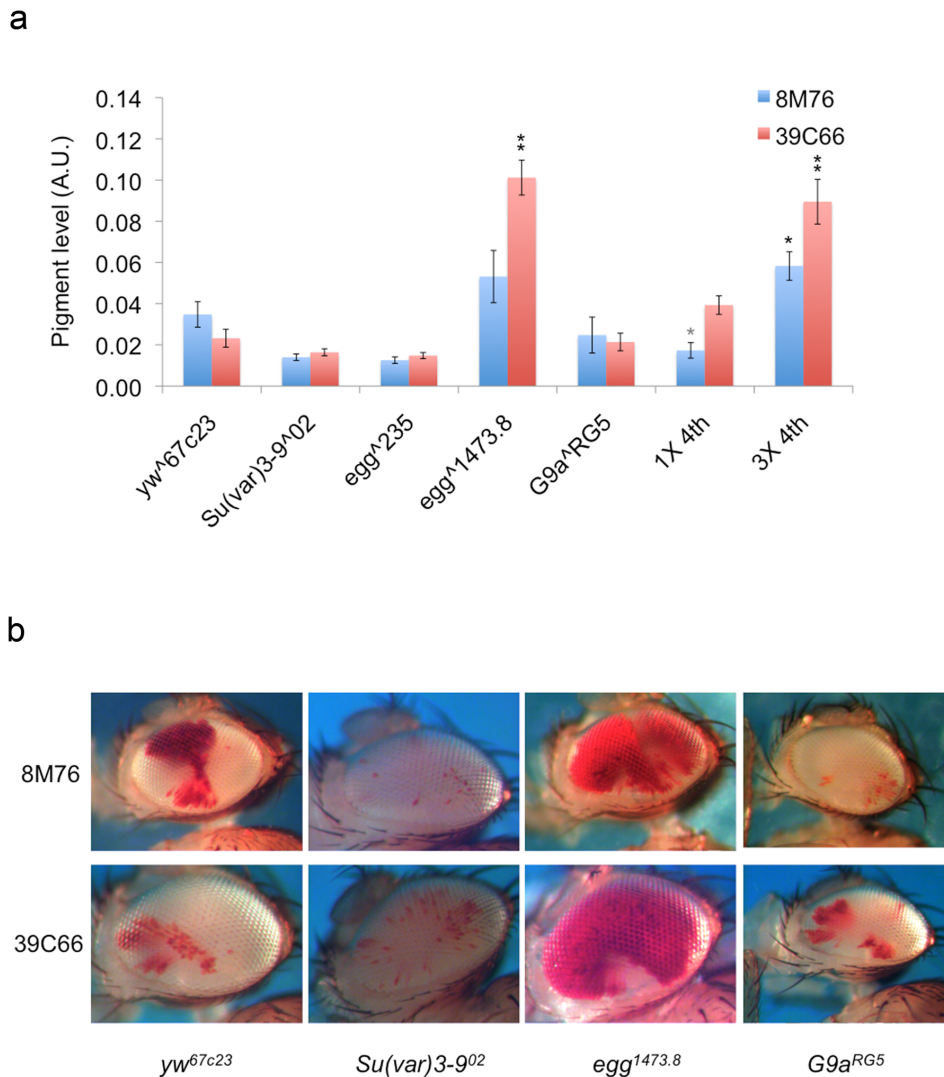 a
0.14
0.12
0.10
0.08
0.06
0.04
0.02
0.00
Pigment level (A.U.)
8M76
39C66
**
**
*
*
yw^67c23
Su(var)3-9^02
egg^235
egg^1473.8
G9a^RG5
1X 4th
3X 4th
b
8M76
39C66
yw67c23
Su(var)3-902
egg1473.8
G9aRG5